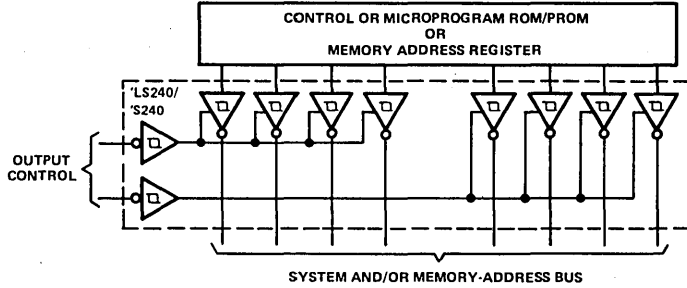 CONTROL OR MICROPROGRAM ROM/PROM
OR
MEMORY ADDRESS REGISTER
'LS240/
'S240
OUTPUT
CONTROL
SYSTEM AND/OR MEMORY-ADDRESS BUS